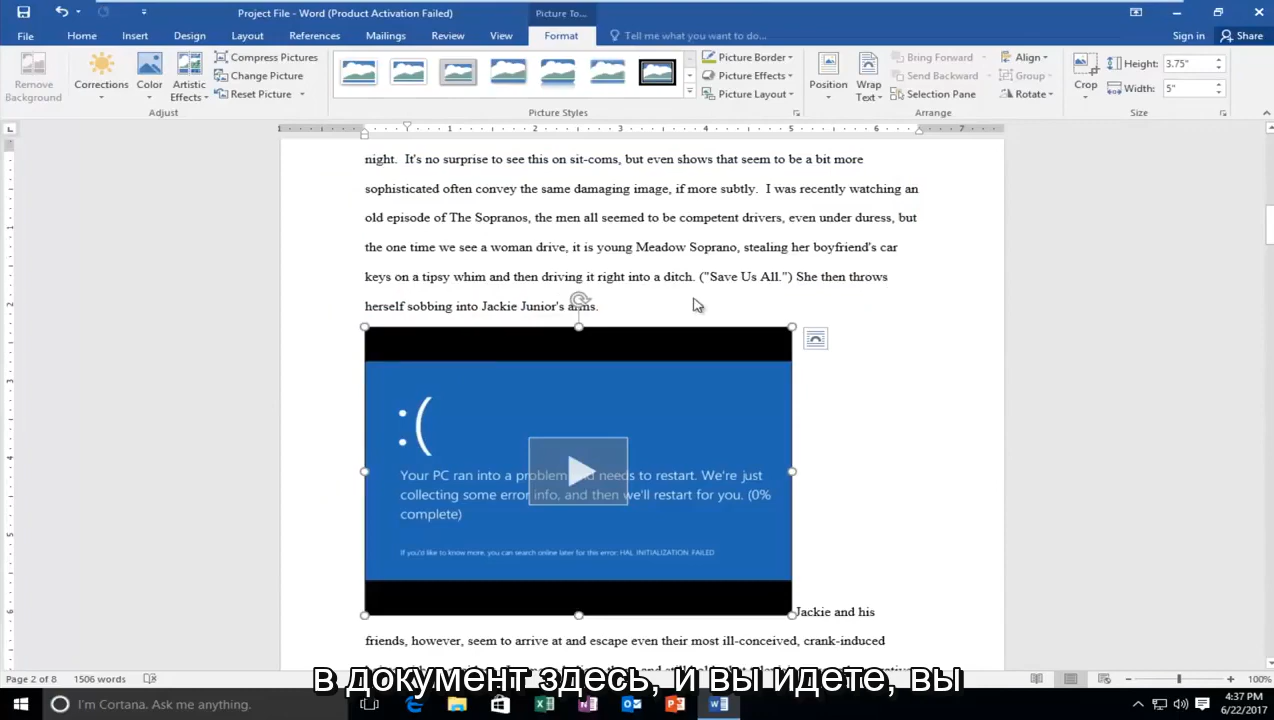 Project File - Word (Product Activation Failed)
Picture To...
File Home Insert Design Layout References Mailings Review View Format Tell me what you want to do... Sign in Share
Remove Background
Corrections
Color
Artistic Effects
Compress Pictures
Change Picture
Reset Picture
Adjust
Picture Styles
Picture Border
Picture Effects
Picture Layout
Position
Wrap Text
Bring Forward
Send Backward
Selection Pane
Align
Group
Rotate
Arrange
Crop
Height: 3.75"
Width: 5"
Size
1 1 2 3 4 5 6 7
night. It's no surprise to see this on sit-coms, but even shows that seem to be a bit more
sophisticated often convey the same damaging image, if more subtly. I was recently watching an
old episode of The Sopranos, the men all seemed to be competent drivers, even under duress, but
the one time we see a woman drive, it is young Meadow Soprano, stealing her boyfriend's car
keys on a tipsy whim and then driving it right into a ditch. ("Save Us All.") She then throws
herself sobbing into Jackie Junior's arms.
:(
Your PC ran into a problem and needs to restart. We're just
collecting some error info, and then we'll restart for you. (0%
complete)
If you'd like to know more, you can search online later for this error: HAL INITIALIZATION FAILED
Jackie and his
friends, however, seem to arrive at and escape even their most ill-conceived, crank-induced
в документ здесь, и вы идете, вы
Page 2 of 8 1506 words 100%
I'm Cortana. Ask me anything.
4:37 PM
6/22/2017